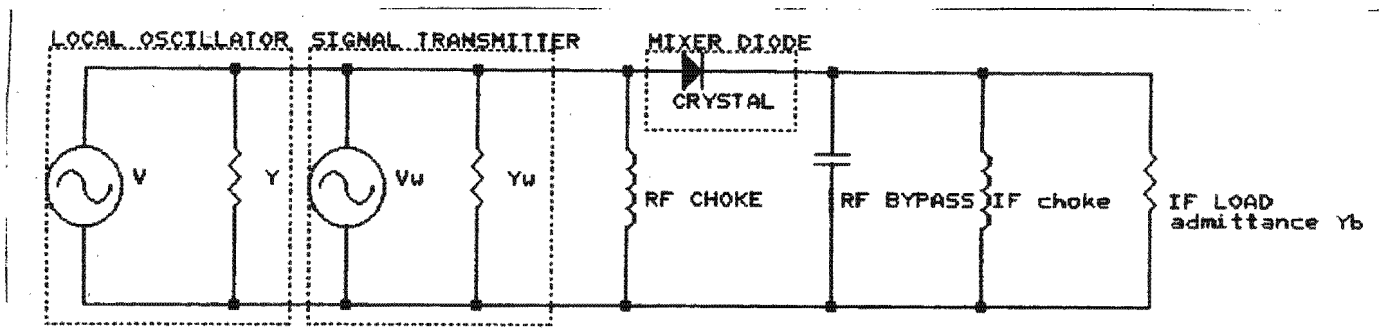 LOCAL OSCILLATOR
SIGNAL TRANSMITTER
MIXER DIODE
CRYSTAL
V
Y
Vw
Yw
RF CHOKE
RF BYPASS
IF choke
IF LOAD
admittance Yb